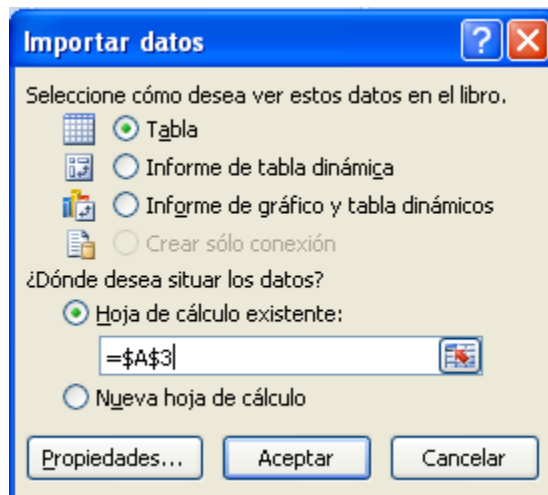 Importar datos
Seleccione cómo desea ver estos datos en el libro.
Tabla
Informe de tabla dinámica
Informe de gráfico y tabla dinámicos
Crear sólo conexión
¿Dónde desea situar los datos?
Hoja de cálculo existente:
=$A$3
Nueva hoja de cálculo
Propiedades... Aceptar Cancelar